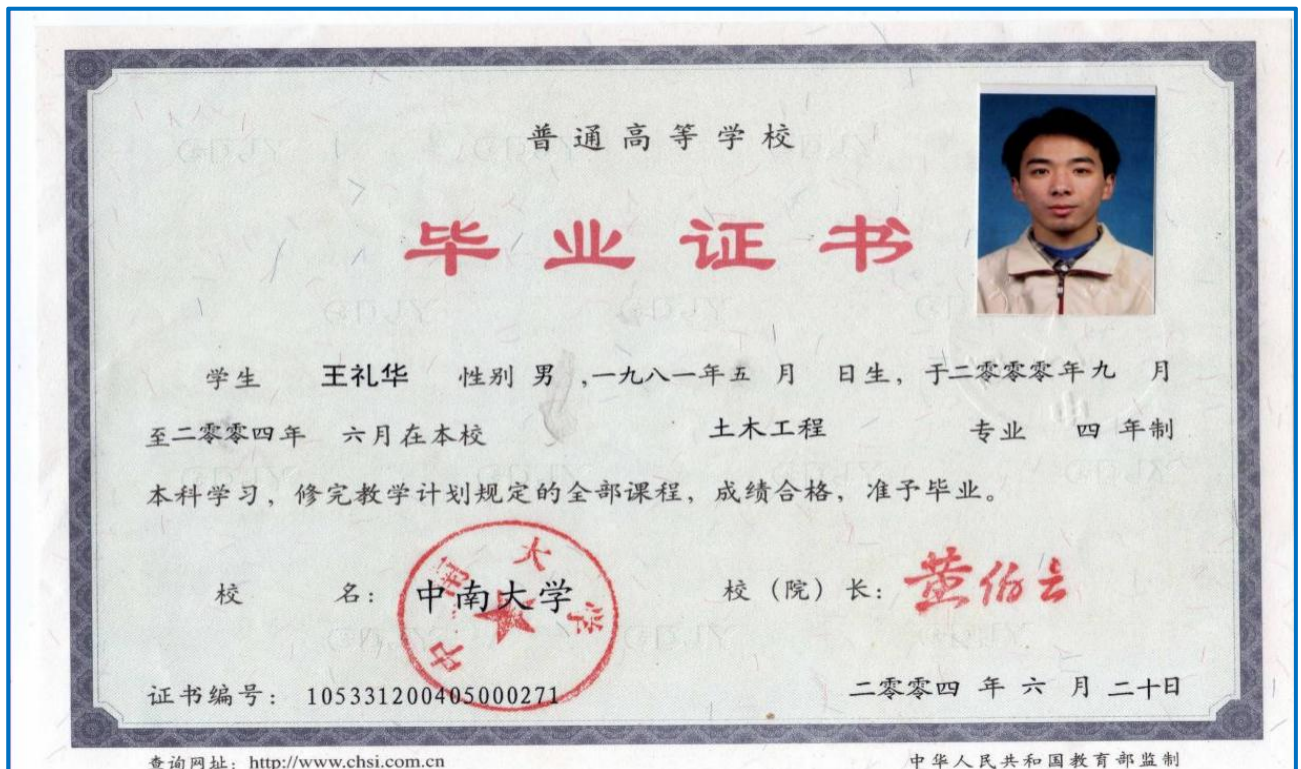 普通高等学校
毕业证书
学生 王礼华 性别 男 ,一九八一年五 月 日生, 于二零零零年九 月
至二零零四年 六月在本校 土木工程 专业 四 年制
本科学习, 修完教学计划规定的全部课程, 成绩合格, 准予毕业。
校 名: 中南大学 校 (院) 长: 黄伯云
中南大学
证书编号: 105331200405000271 二零零四 年 六 月 二十日
查询网址: http://www.chsi.com.cn 中华人民共和国教育部监制